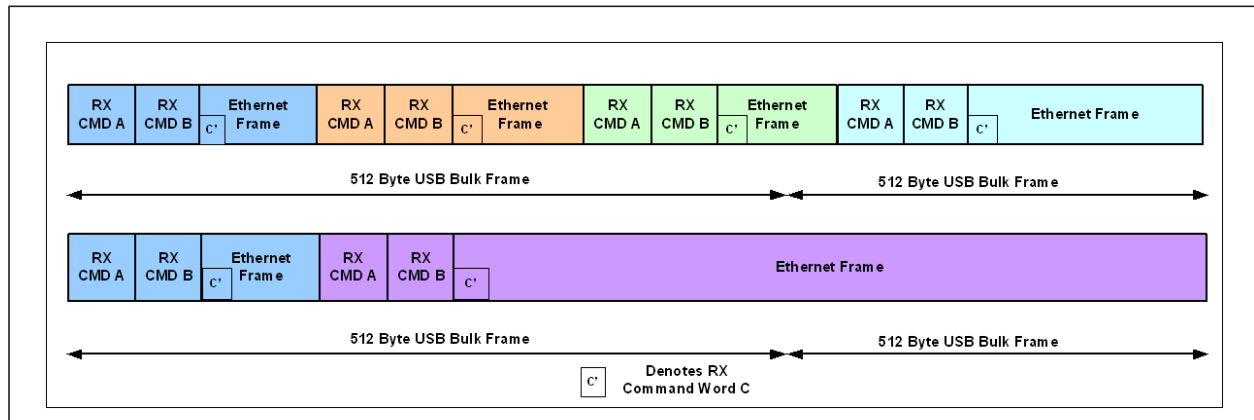 RX CMD A RX CMD B C' Ethernet Frame RX CMD A RX CMD B C' Ethernet Frame RX CMD A RX CMD B C' Ethernet Frame RX CMD A RX CMD B C' Ethernet Frame
512 Byte USB Bulk Frame 512 Byte USB Bulk Frame
RX CMD A RX CMD B C' Ethernet Frame RX CMD A RX CMD B C' Ethernet Frame
512 Byte USB Bulk Frame 512 Byte USB Bulk Frame
C' Denotes RX
Command Word C